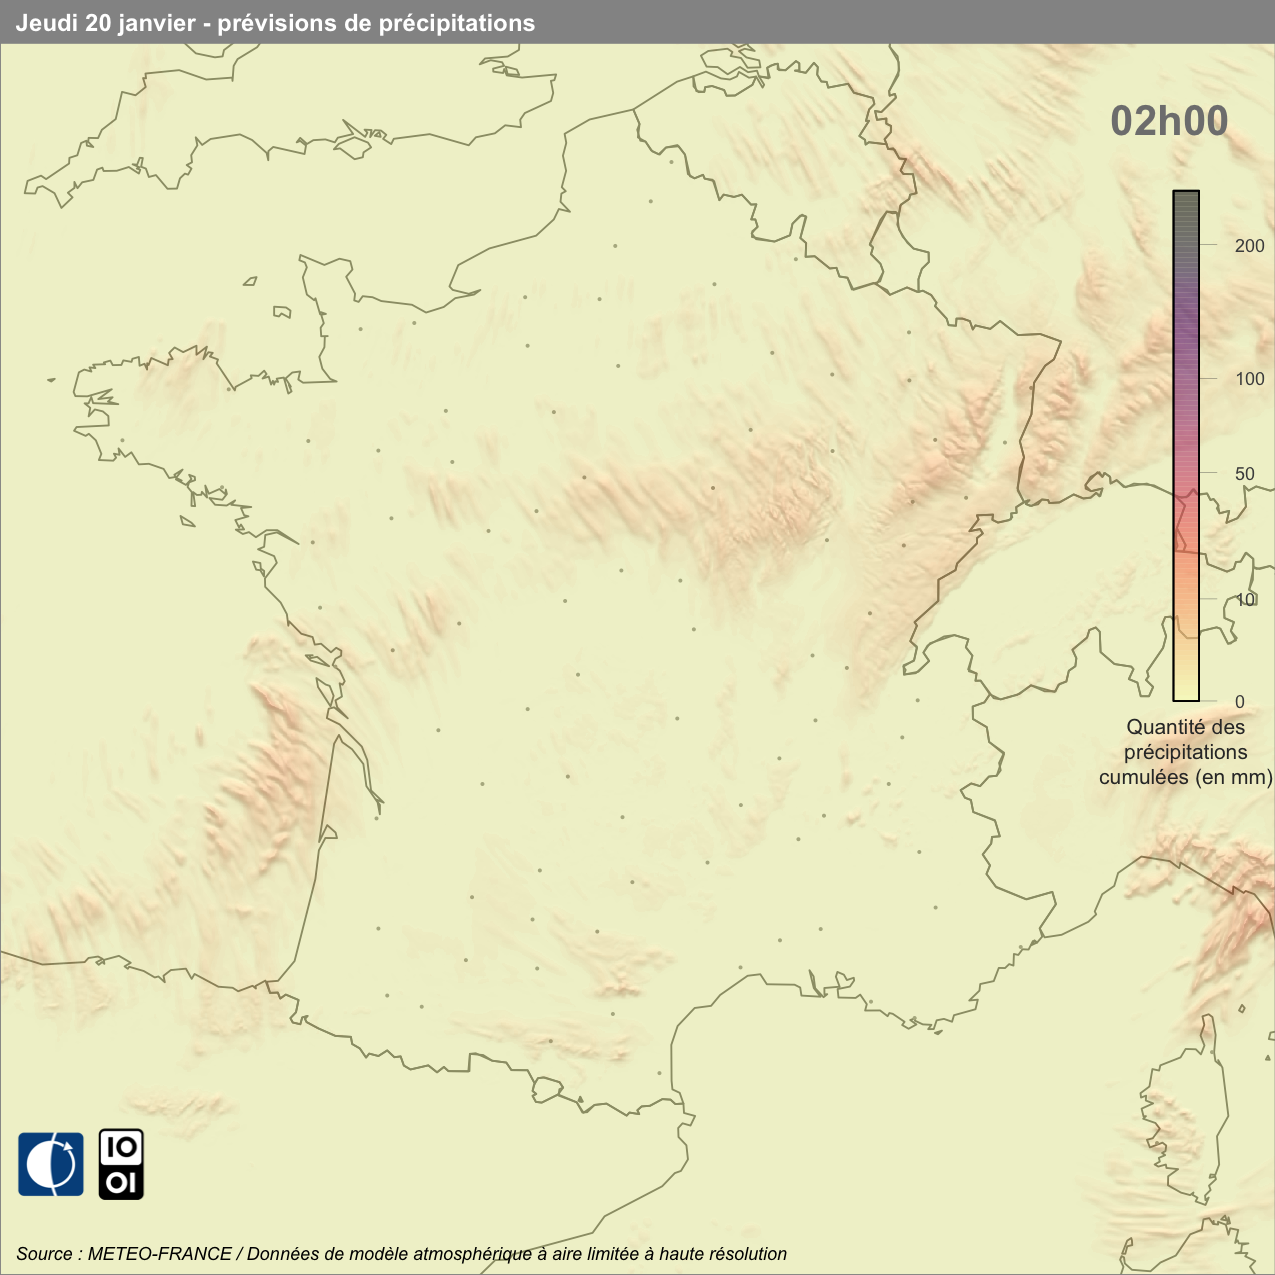 Jeudi 20 janvier - prévisions de précipitations
02h00
200
100
50
10
0
Quantité des
précipitations
cumulées (en mm)
IO
OI
Source : METEO-FRANCE / Données de modèle atmosphérique à aire limitée à haute résolution